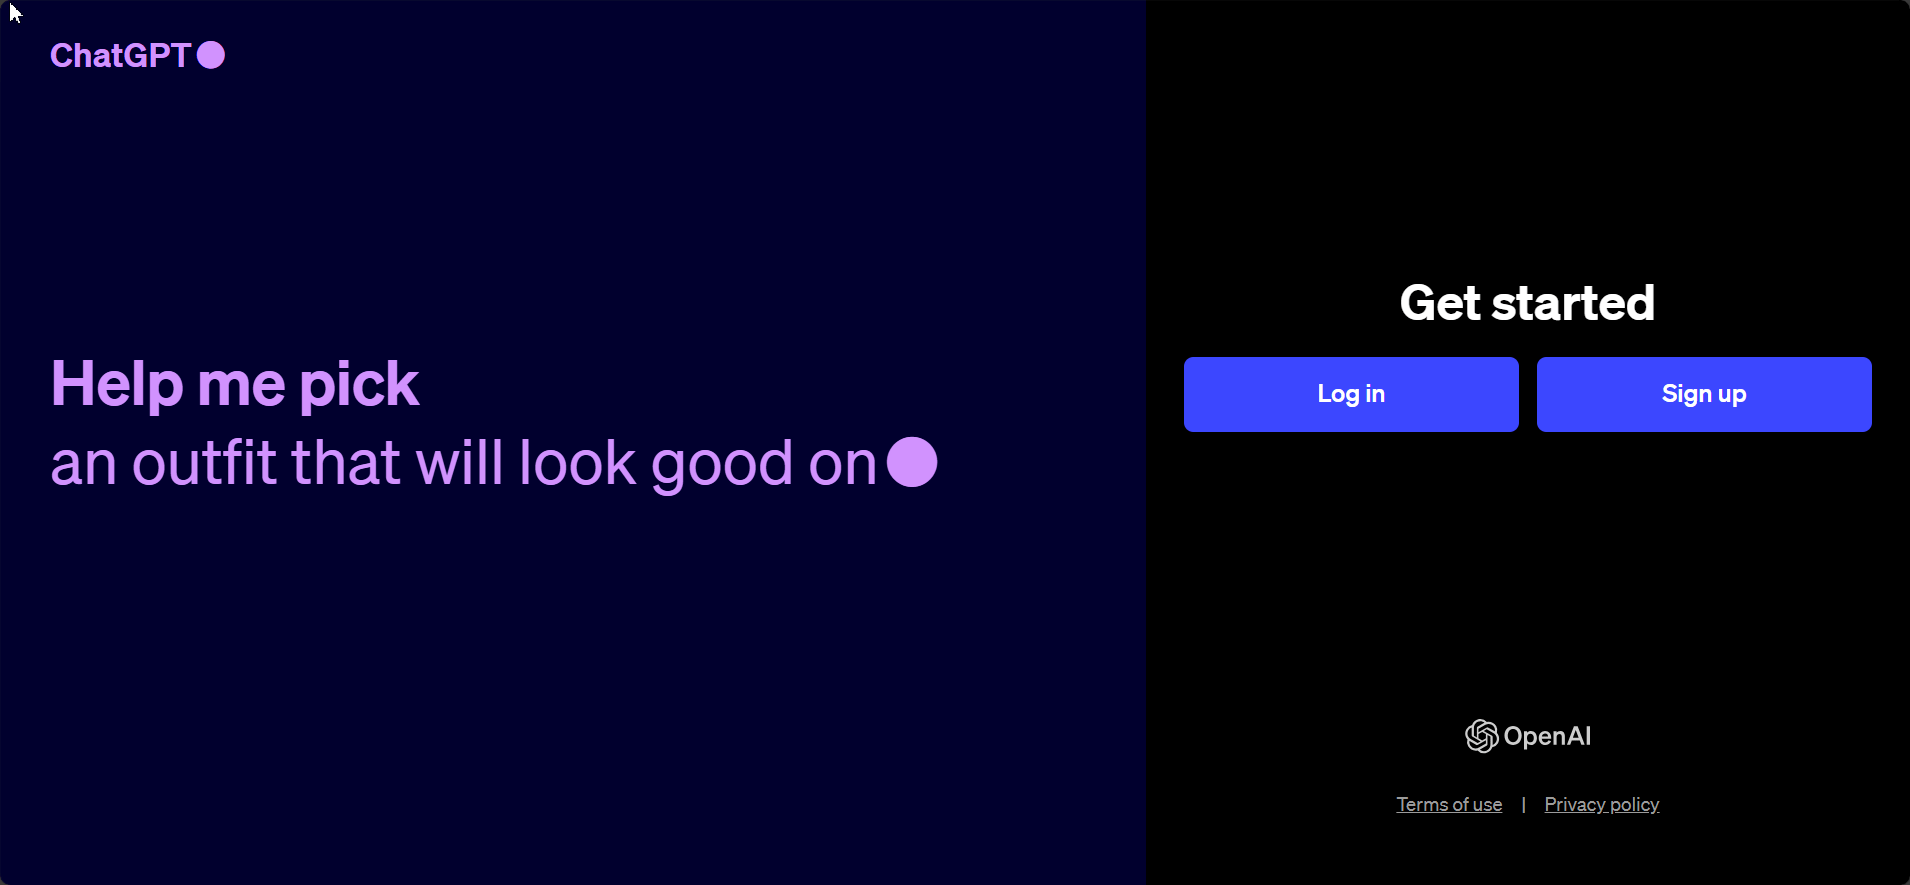 ChatGPT
Help me pick
an outfit that will look good on
Get started
Log in
Sign up
OpenAI
Terms of use | Privacy policy